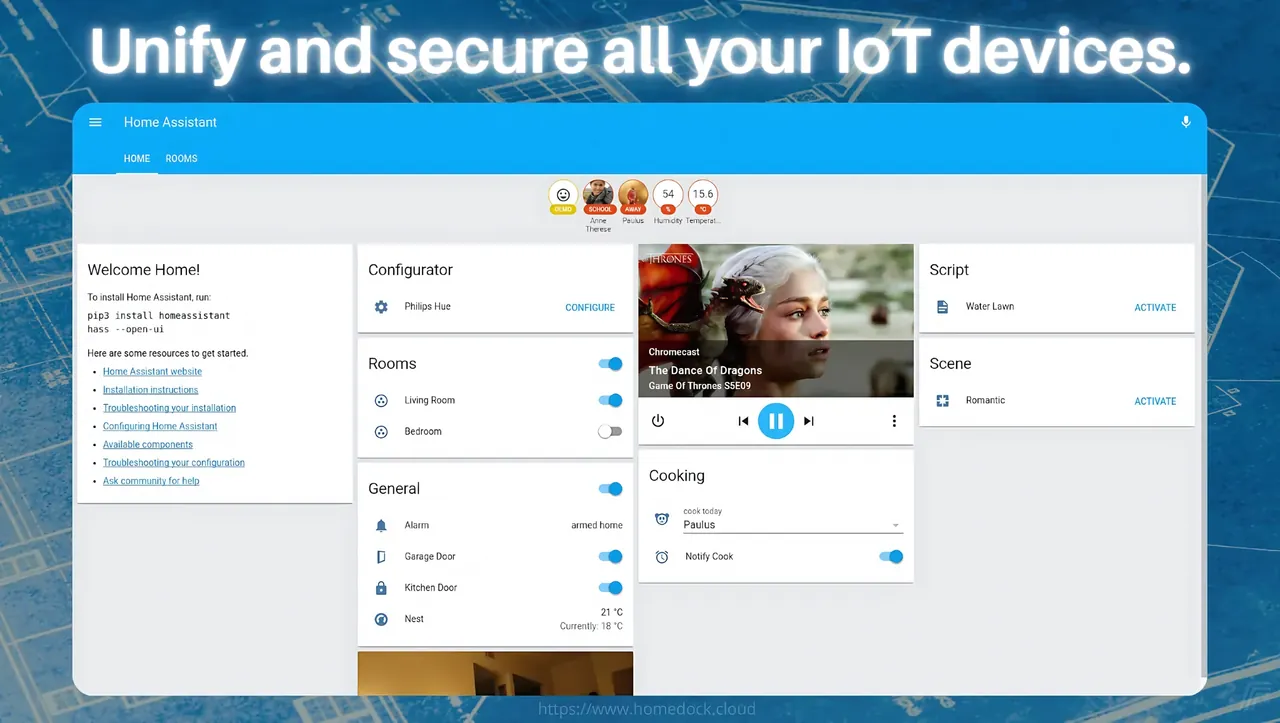 Unify and secure all your IoT devices.
Home Assistant
HOME ROOMS
DEMO
SCHOOL
Anne
Therese
AWAY
Paulus
54
%
Humidity
15.6
°C
Temperat...
Welcome Home!
To install Home Assistant, run:
pip3 install homeassistant
hass --open-ui
Here are some resources to get started.
Home Assistant website
Installation instructions
Troubleshooting your installation
Configuring Home Assistant
Available components
Troubleshooting your configuration
Ask community for help
Configurator
Philips Hue CONFIGURE
Rooms
Living Room
Bedroom
General
Alarm armed home
Garage Door
Kitchen Door
Nest 21 °C
Currently: 18 °C
THRONES
Chromecast
The Dance Of Dragons
Game Of Thrones S5E09
Cooking
cook today
Paulus
Notify Cook
Script
Water Lawn ACTIVATE
Scene
Romantic ACTIVATE
https://www.homedock.cloud